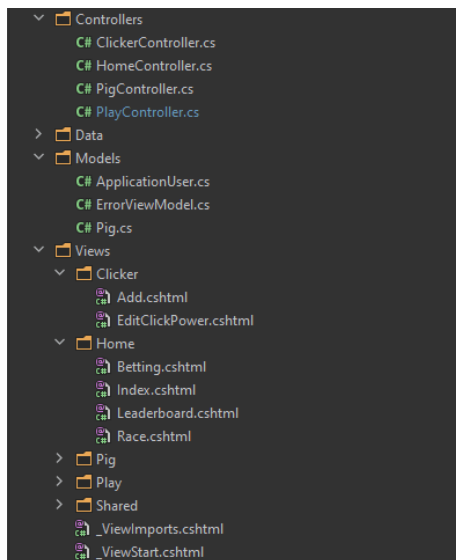 Controllers
C# ClickerController.cs
C# HomeController.cs
C# PigController.cs
C# PlayController.cs
Data
Models
C# ApplicationUser.cs
C# ErrorViewModel.cs
C# Pig.cs
Views
Clicker
@ C# Add.cshtml
@ C# EditClickPower.cshtml
Home
@ C# Betting.cshtml
@ C# Index.cshtml
@ C# Leaderboard.cshtml
@ C# Race.cshtml
Pig
Play
Shared
@ C# _ViewImports.cshtml
@ C# _ViewStart.cshtml